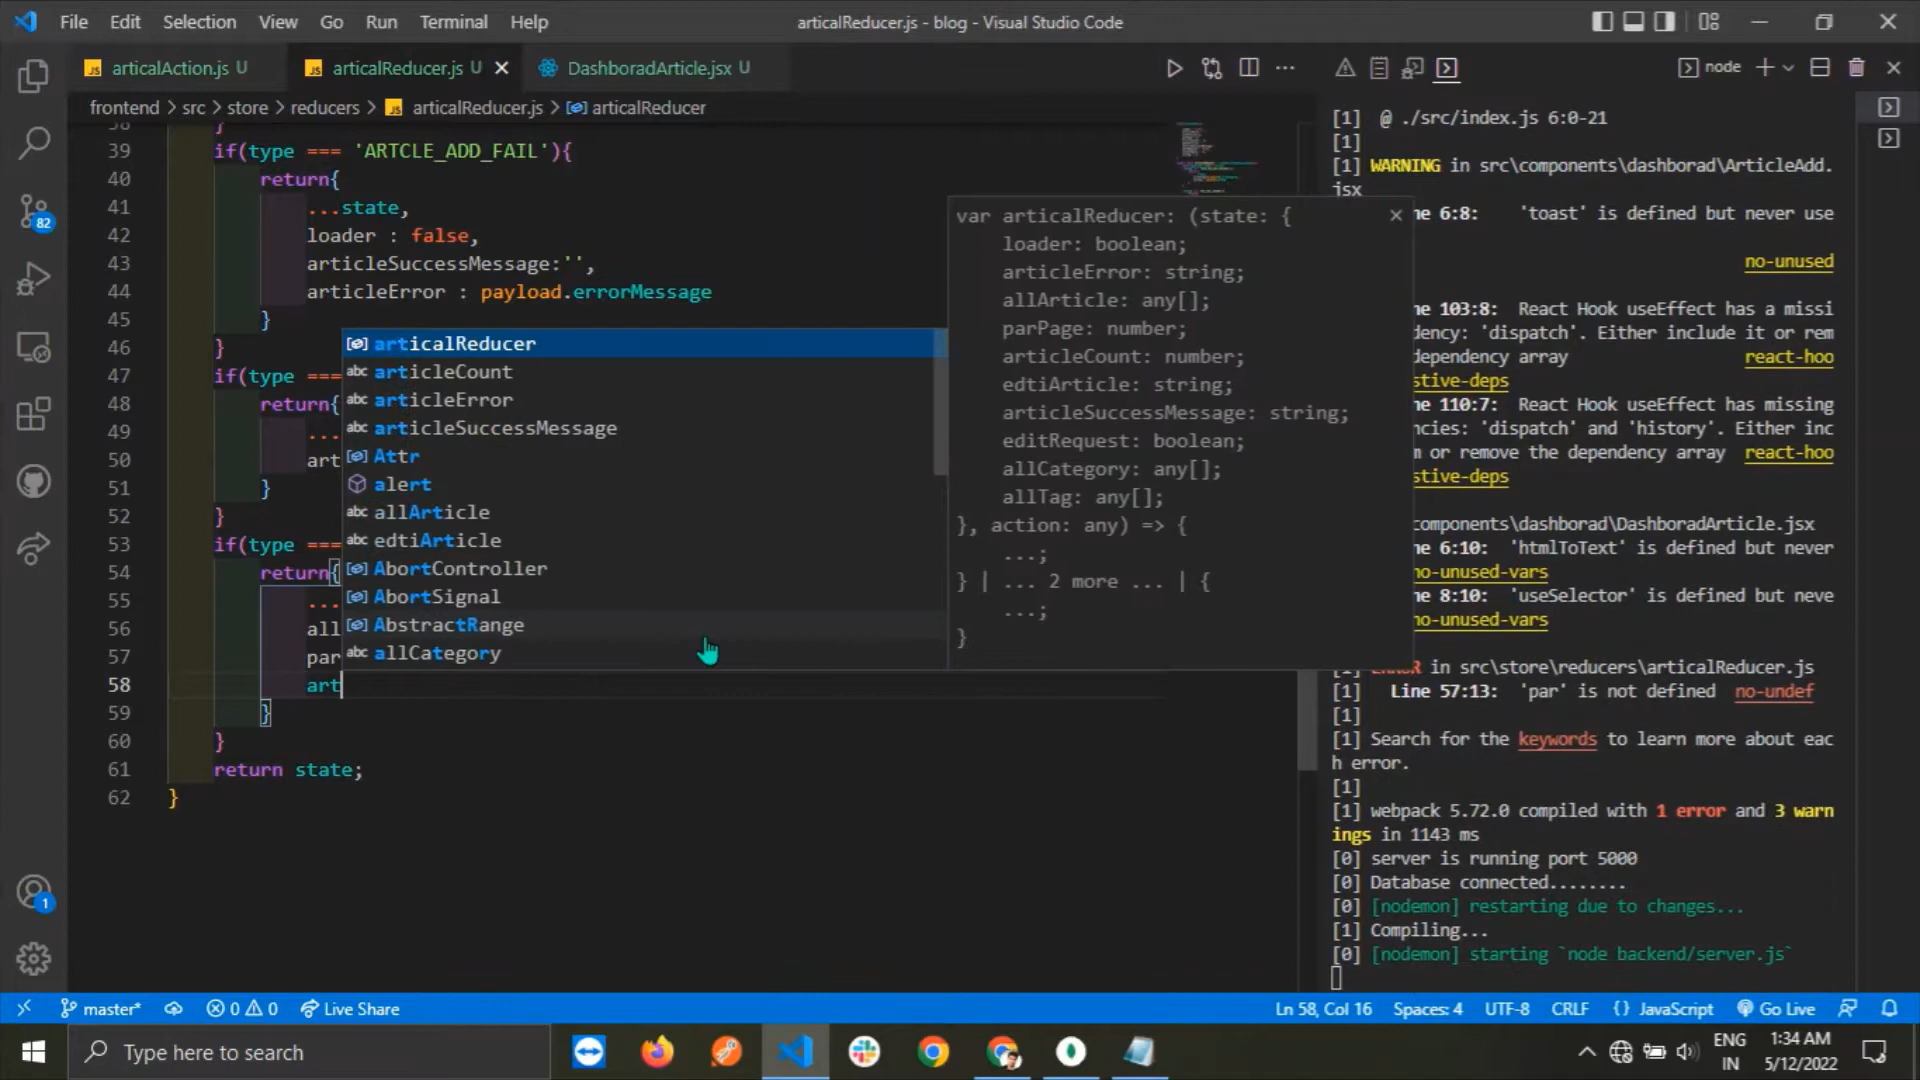 File Edit Selection View Go Run Terminal Help
articalReducer.js - blog - Visual Studio Code
articalAction.js U
articalReducer.js U
DashboradArticle.jsx U
node
frontend > src > store > reducers > articalReducer.js > articalReducer
39 if(type === 'ARTCLE_ADD_FAIL'){
40 return{
41 ...state,
42 loader : false,
43 articleSuccessMessage:'',
44 articleError : payload.errorMessage
45 }
46 }
47 if(type ===
48 return{
49 ...
50 art
51 }
52 }
53 if(type ===
54 return{
55 ...
56 all
57 par
58 art
59 }
60 }
61 return state;
62 }
articalReducer
articleCount
articleError
articleSuccessMessage
Attr
alert
allArticle
edtiArticle
AbortController
AbortSignal
AbstractRange
allCategory
var articalReducer: (state: {
loader: boolean;
articleError: string;
allArticle: any[];
parPage: number;
articleCount: number;
edtiArticle: string;
articleSuccessMessage: string;
editRequest: boolean;
allCategory: any[];
allTag: any[];
}, action: any) => {
...;
} | ... 2 more ... | {
...;
}
[1] @ ./src/index.js 6:0-21
[1]
[1] WARNING in src\components\dashborad\ArticleAdd.
jsx
ne 6:8: 'toast' is defined but never use
no-unused
ne 103:8: React Hook useEffect has a missi
dency: 'dispatch'. Either include it or rem
dependency array react-hoo
stive-deps
ne 110:7: React Hook useEffect has missing
ncies: 'dispatch' and 'history'. Either inc
m or remove the dependency array react-hoo
stive-deps
components\dashborad\DashboradArticle.jsx
ne 6:10: 'htmlToText' is defined but never
no-unused-vars
ne 8:10: 'useSelector' is defined but neve
no-unused-vars
ROR in src\store\reducers\articalReducer.js
[1] Line 57:13: 'par' is not defined no-undef
[1]
[1] Search for the keywords to learn more about eac
h error.
[1]
[1] webpack 5.72.0 compiled with 1 error and 3 warn
ings in 1143 ms
[0] server is running port 5000
[0] Database connected........
[0] [nodemon] restarting due to changes...
[1] Compiling...
[0] [nodemon] starting `node backend/server.js`
82
1
master* 0 0 Live Share
Ln 58, Col 16 Spaces: 4 UTF-8 CRLF {} JavaScript Go Live
Type here to search
ENG
IN
1:34 AM
5/12/2022